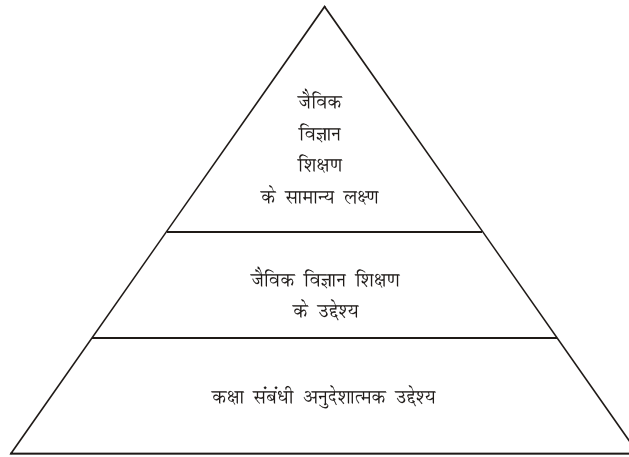 जैविक
विज्ञान
शिक्षण
के सामान्य लक्ष्ण
जैविक विज्ञान शिक्षण
के उद्देश्य
कक्षा संबंधी अनुदेशात्मक उद्देश्य